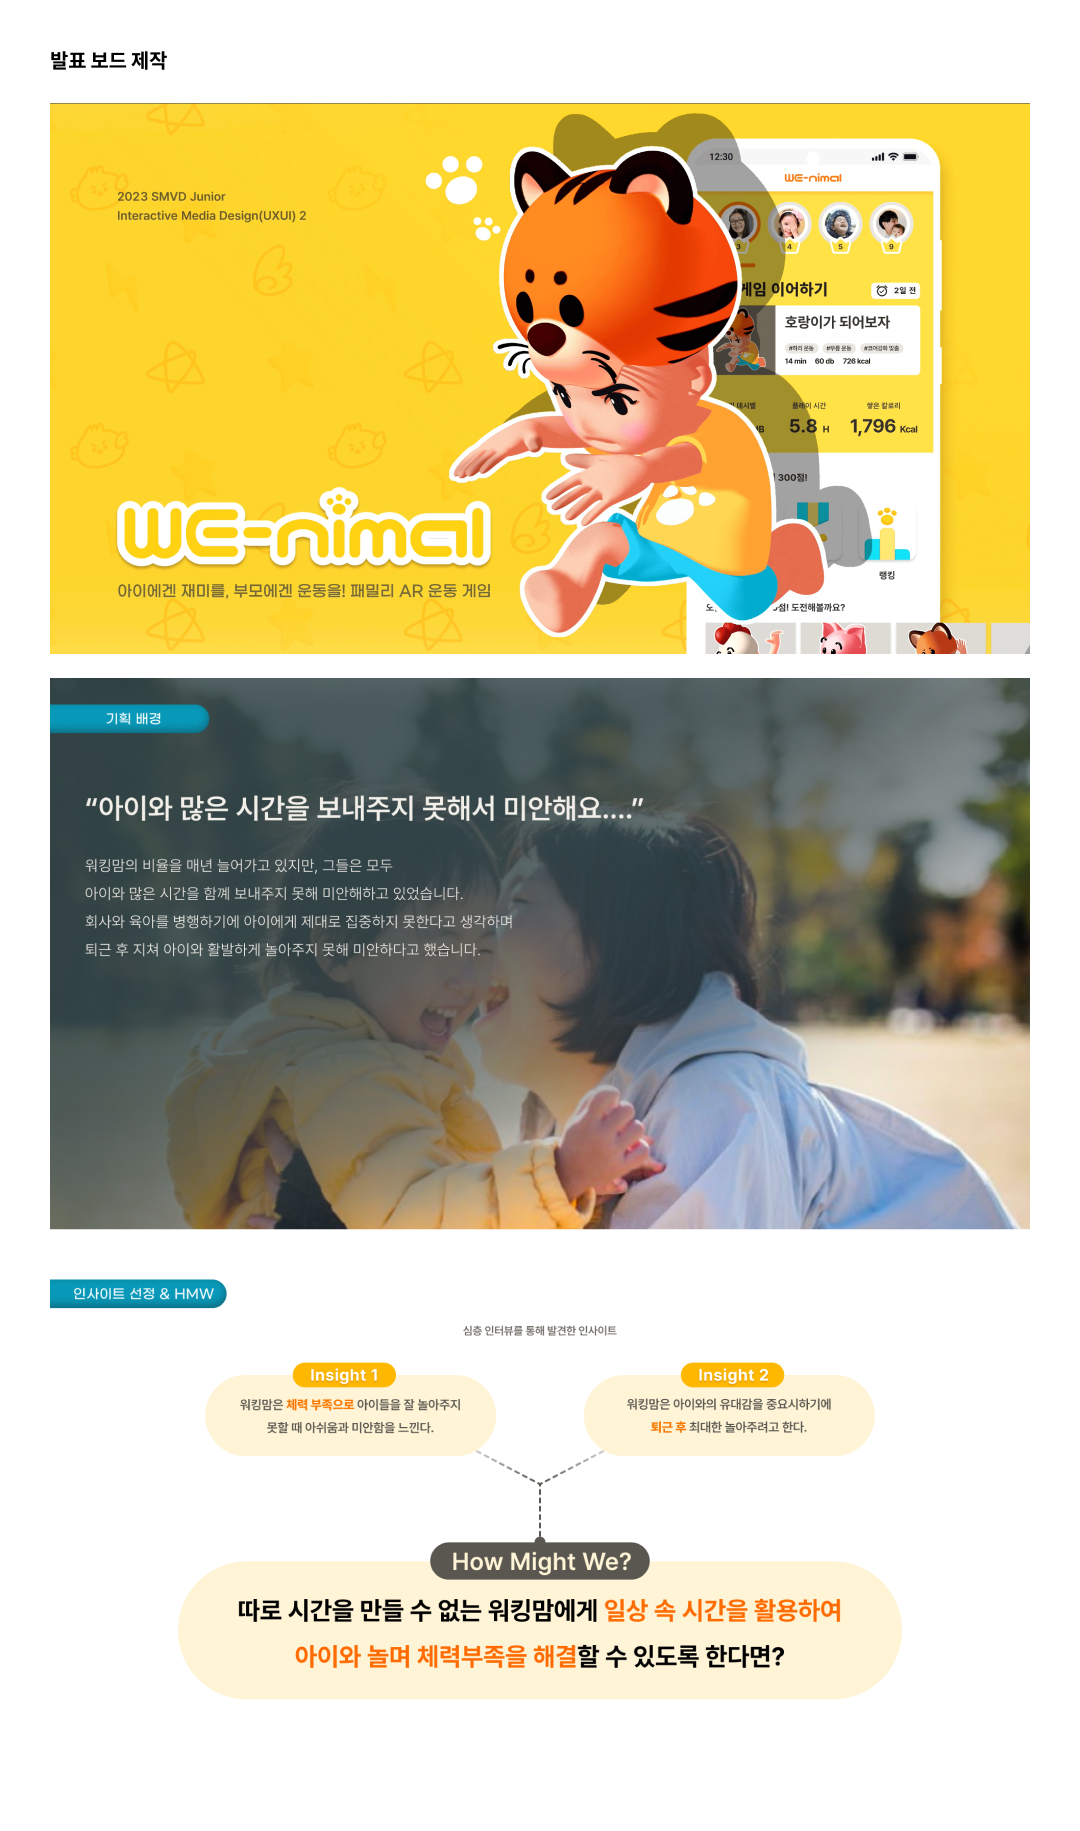 발표 보드 제작
2023 SMVD Junior
Interactive Media Design(UXUI) 2
WE-nimal
아이에겐 재미를, 부모에겐 운동을! 패밀리 AR 운동 게임
12:30
WE-nimal
3 4 5 9
게임 이어하기
2일 전
호랑이가 되어보자
#허리 운동 #무릎 운동 #코어강화 맞춤
14 min 60 db 726 kcal
데시벨 플레이 시간 쌓은 칼로리
5.8 H 1,796 Kcal
300점!
랭킹
점! 도전해볼까요?
기획 배경
“아이와 많은 시간을 보내주지 못해서 미안해요....”
워킹맘의 비율을 매년 늘어가고 있지만, 그들은 모두
아이와 많은 시간을 함께 보내주지 못해 미안해하고 있었습니다.
회사와 육아를 병행하기에 아이에게 제대로 집중하지 못한다고 생각하며
퇴근 후 지쳐 아이와 활발하게 놀아주지 못해 미안하다고 했습니다.
인사이트 선정 & HMW
심층 인터뷰를 통해 발견한 인사이트
Insight 1
워킹맘은 체력 부족으로 아이들을 잘 놀아주지
못할 때 아쉬움과 미안함을 느낀다.
Insight 2
워킹맘은 아이와의 유대감을 중요시하기에
퇴근 후 최대한 놀아주려고 한다.
How Might We?
따로 시간을 만들 수 없는 워킹맘에게 일상 속 시간을 활용하여
아이와 놀며 체력부족을 해결할 수 있도록 한다면?